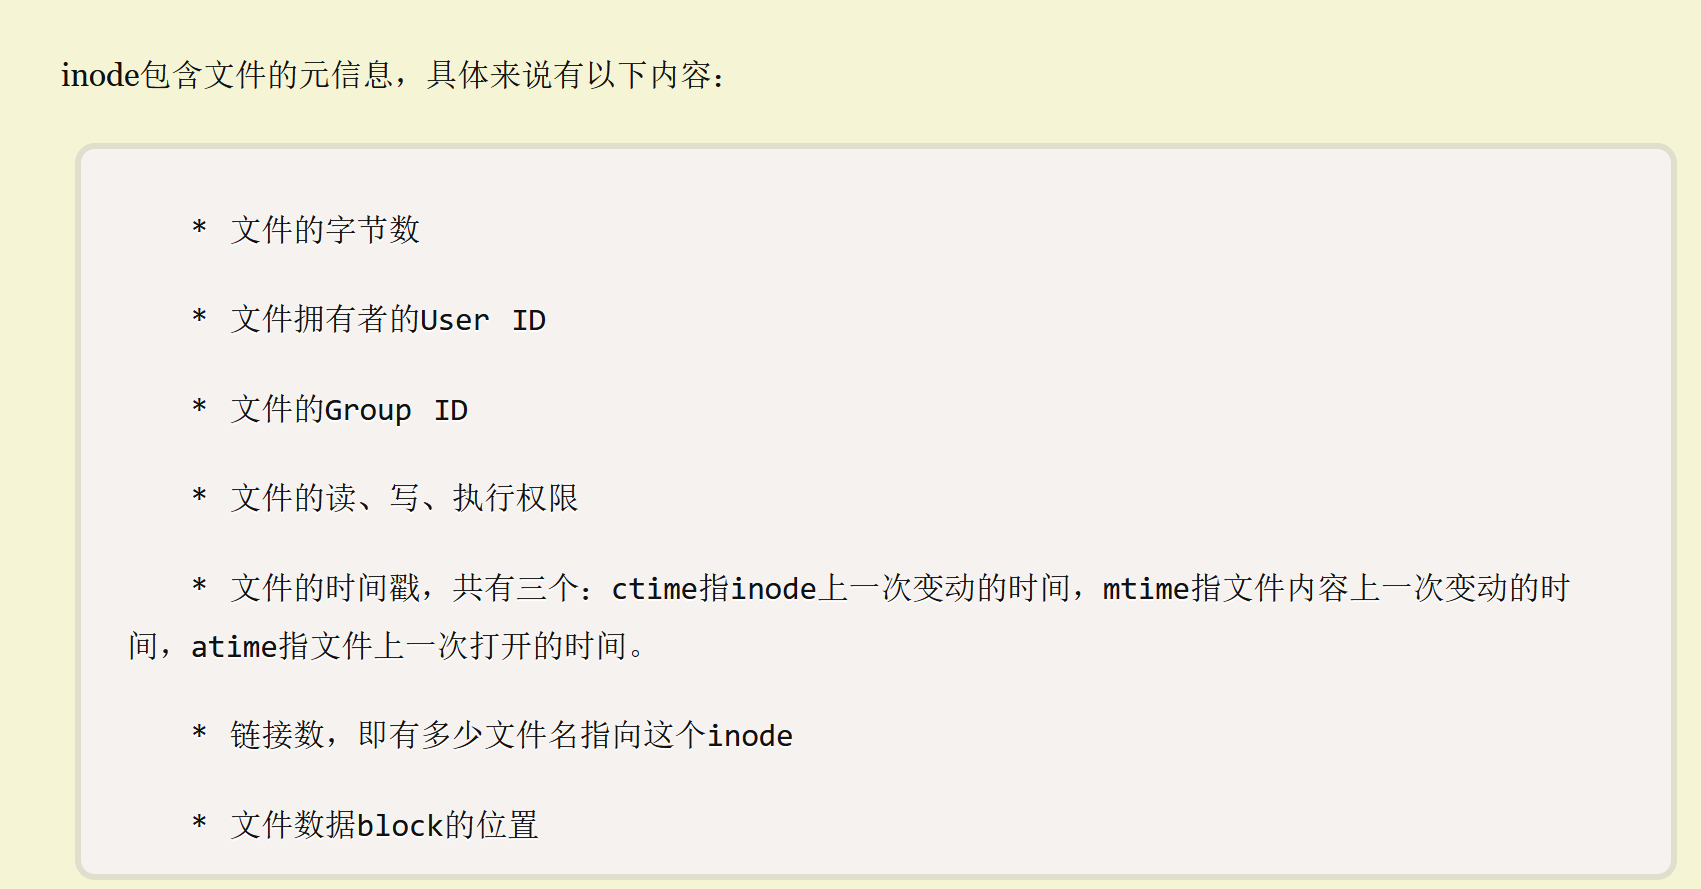 inode包含文件的元信息，具体来说有以下内容：
* 文件的字节数
* 文件拥有者的User ID
* 文件的Group ID
* 文件的读、写、执行权限
* 文件的时间戳，共有三个：ctime指inode上一次变动的时间，mtime指文件内容上一次变动的时
间，atime指文件上一次打开的时间。
* 链接数，即有多少文件名指向这个inode
* 文件数据block的位置